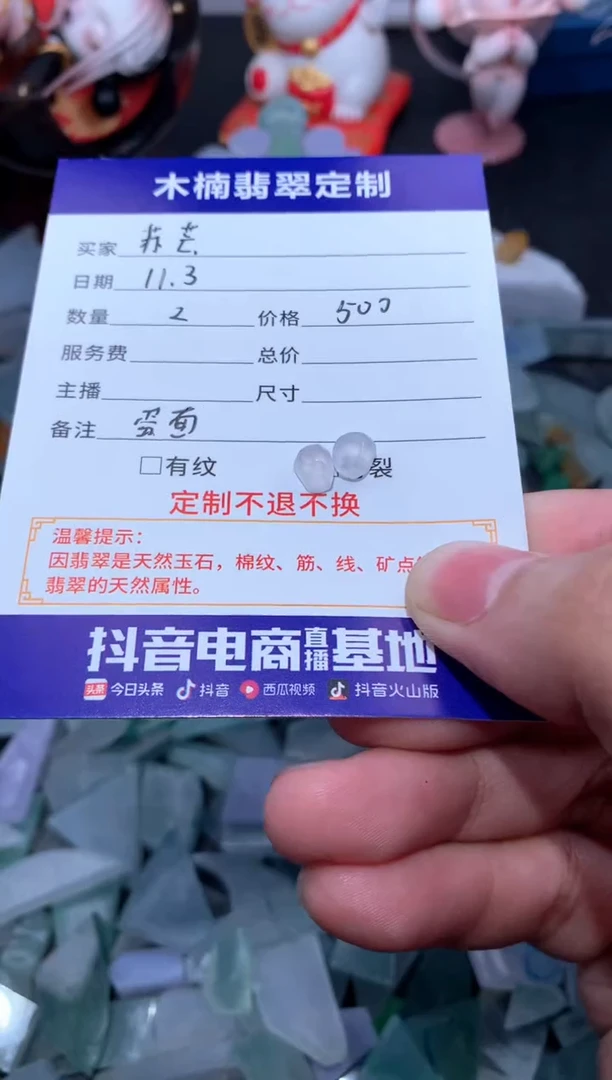 木楠翡翠定制
买家
日期 11.3
数量 2 价格 500
服务费 总价
主播 尺寸
备注 蛋面
□有纹 裂
定制不退不换
温馨提示:
因翡翠是天然玉石，棉纹、筋、线、矿点
翡翠的天然属性。
抖音电商直播基地
头条 今日头条 抖音 西瓜视频 抖音火山版